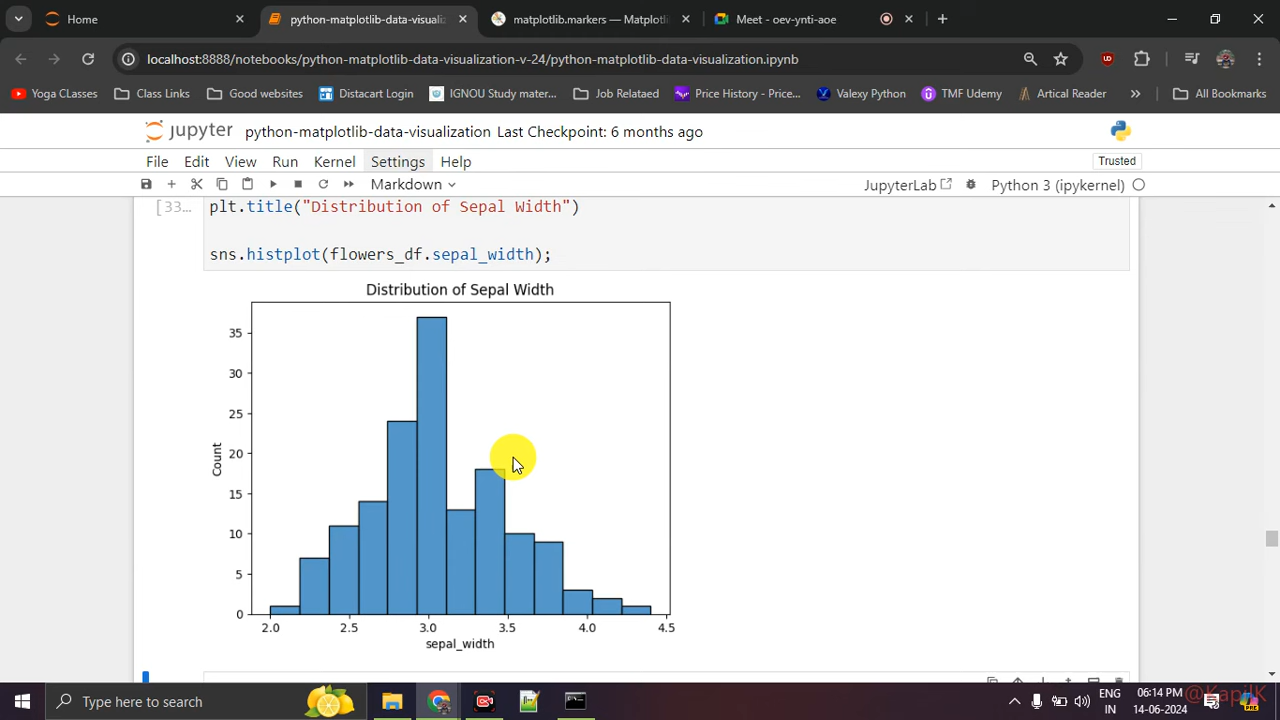 Home
python-matplotlib-data-visualiz
matplotlib.markers — Matplotli
Meet - oev-ynti-aoe
localhost:8888/notebooks/python-matplotlib-data-visualization-v-24/python-matplotlib-data-visualization.ipynb
Yoga CLasses
Class Links
Good websites
Distacart Login
IGNOU Study mater...
Job Relataed
Price History - Price...
Valexy Python
TMF Udemy
Artical Reader
All Bookmarks
jupyter python-matplotlib-data-visualization Last Checkpoint: 6 months ago
File Edit View Run Kernel Settings Help
Trusted
Markdown
JupyterLab
Python 3 (ipykernel)
[33... plt.title("Distribution of Sepal Width")
sns.histplot(flowers_df.sepal_width);
Distribution of Sepal Width
35
30
25
20
15
10
5
0
Count
2.0 2.5 3.0 3.5 4.0 4.5
sepal_width
Type here to search
ENG
IN
06:14 PM
14-06-2024
@KapilK
PRE